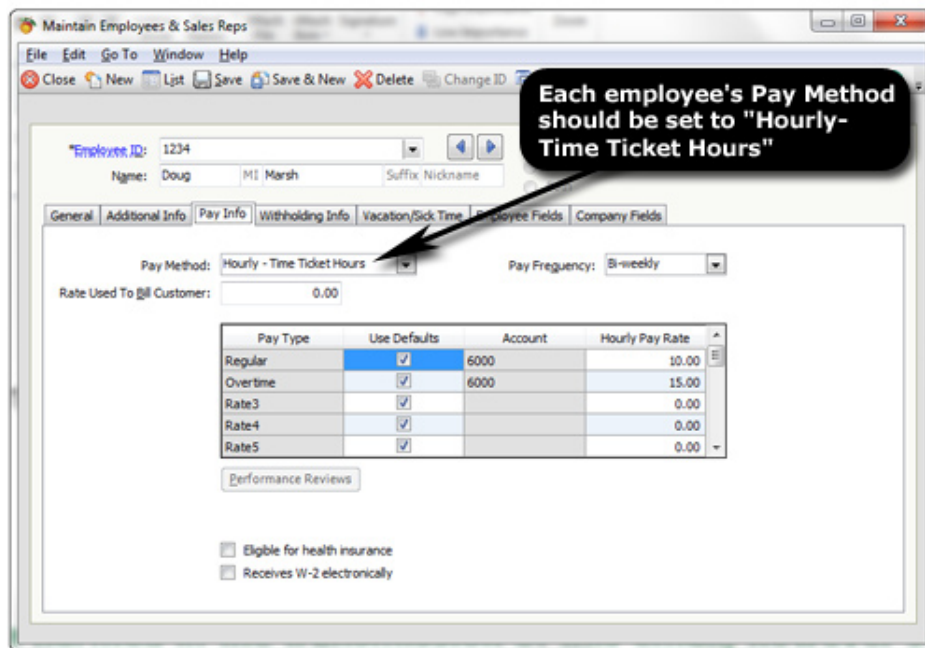 Maintain Employees & Sales Reps
File Edit Go To Window Help
Close New List Save Save & New Delete Change ID
Each employee's Pay Method
should be set to "Hourly-
Time Ticket Hours"
*Employee ID: 1234
Name: Doug MI Marsh Suffix Nickname
General Additional Info Pay Info Withholding Info Vacation/Sick Time Employee Fields Company Fields
Pay Method: Hourly - Time Ticket Hours Pay Frequency: Bi-weekly
Rate Used To Bill Customer: 0.00
Pay Type Use Defaults Account Hourly Pay Rate
Regular 6000 10.00
Overtime 6000 15.00
Rate3 0.00
Rate4 0.00
Rate5 0.00
Performance Reviews
Eligible for health insurance
Receives W-2 electronically